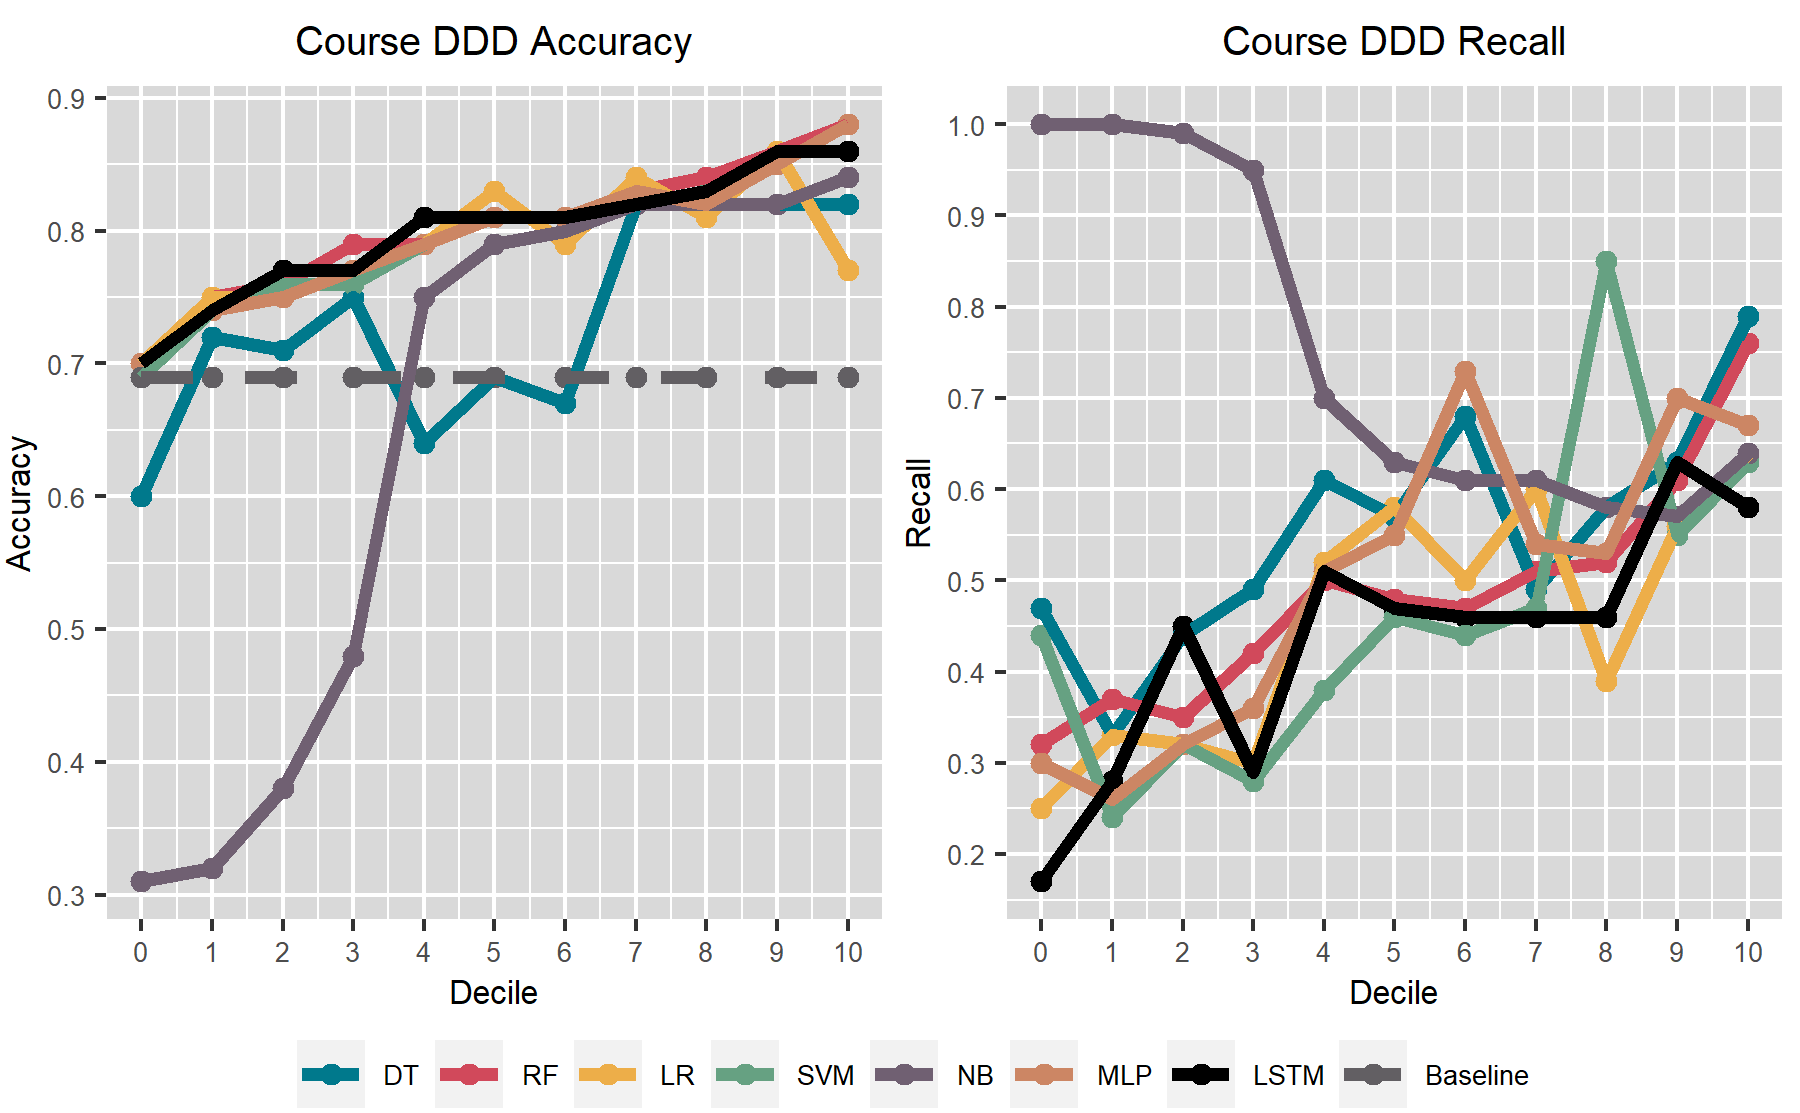 Course DDD Accuracy
Course DDD Recall
Accuracy
0.9
0.8
0.7
0.6
0.5
0.4
0.3
0 1 2 3 4 5 6 7 8 9 10
Decile
Recall
1.0
0.9
0.8
0.7
0.6
0.5
0.4
0.3
0.2
0 1 2 3 4 5 6 7 8 9 10
Decile
DT RF LR SVM NB MLP LSTM Baseline